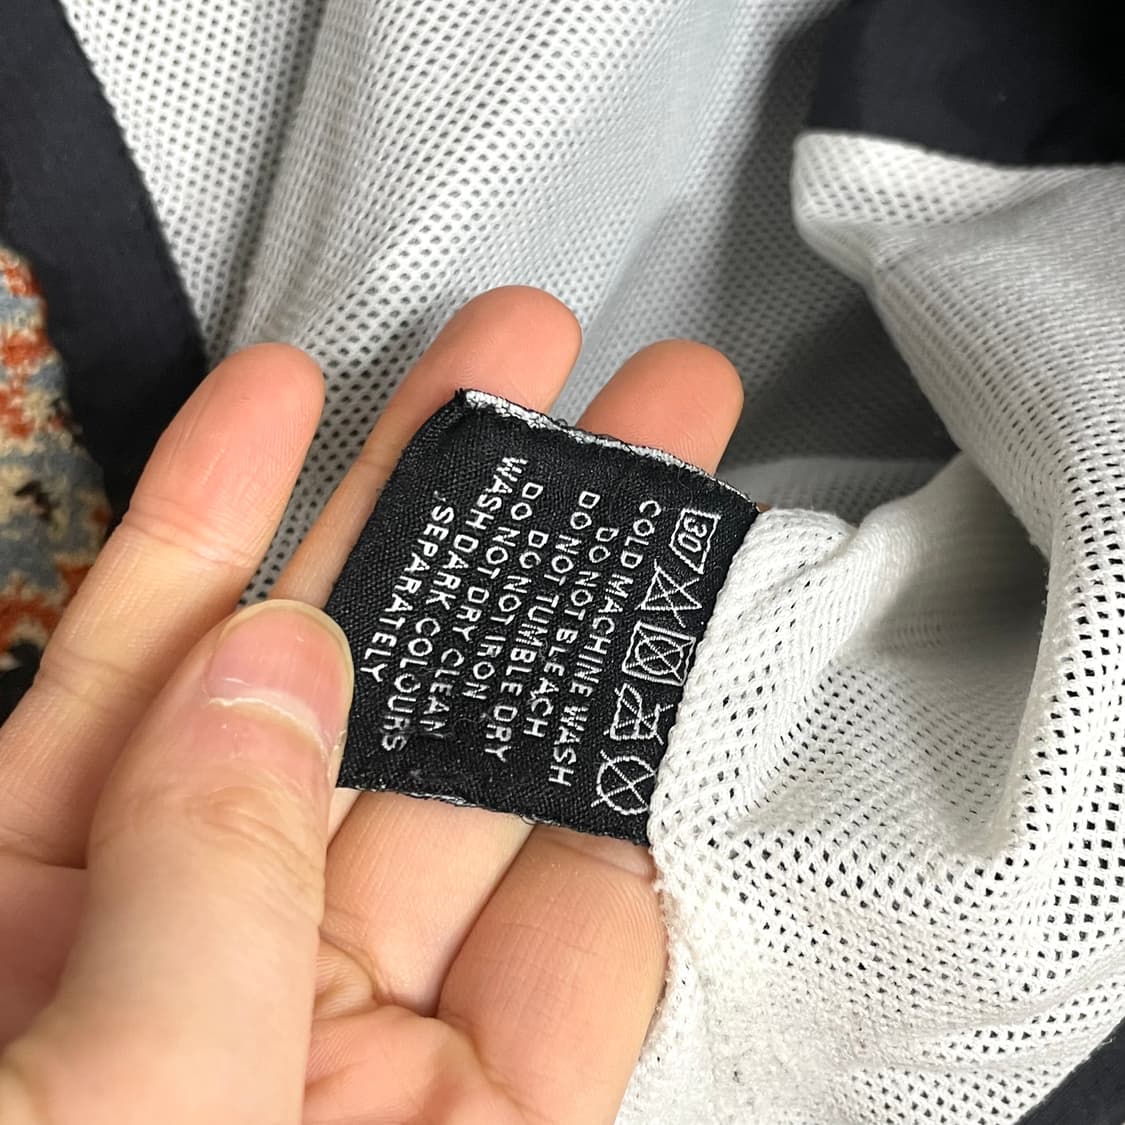 30
COLD MACHINE WASH
DO NOT BLEACH
DO NOT TUMBLE DRY
DO NOT IRON
DO NOT DRY CLEAN
WASH DARK COLOURS
SEPARATELY